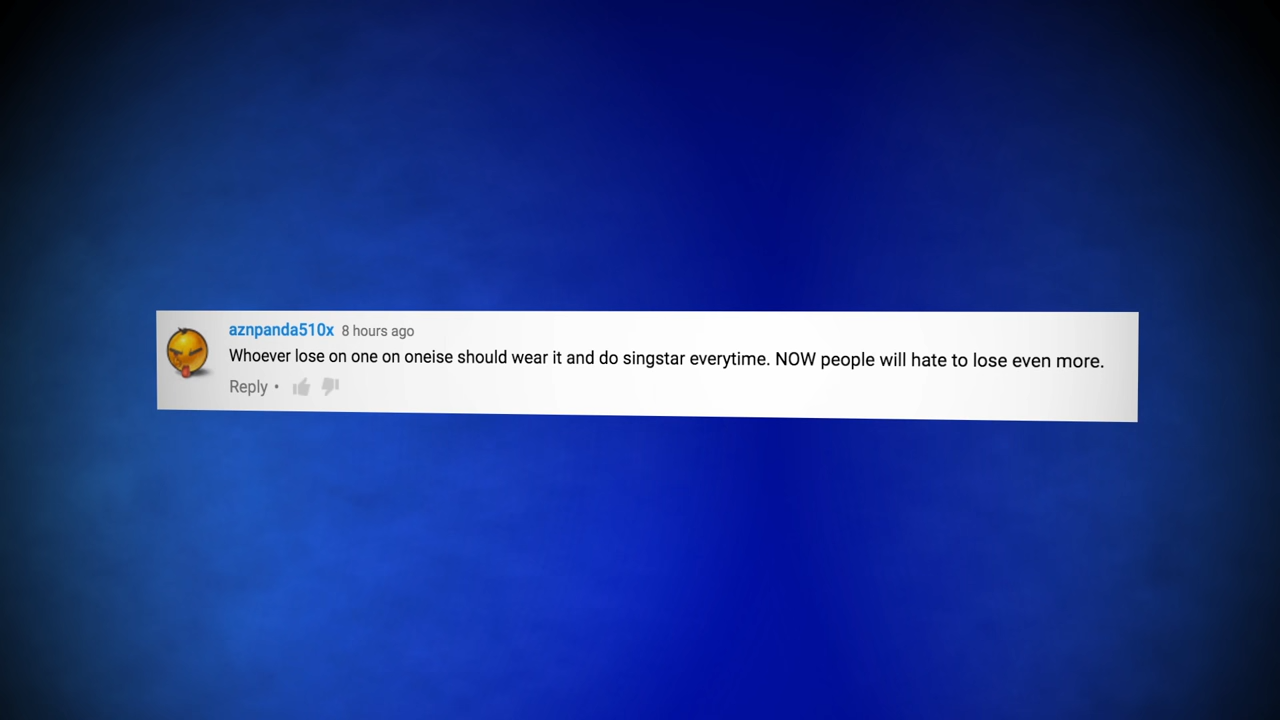 aznpanda510x 8 hours ago
Whoever lose on one on oneise should wear it and do singstar everytime. NOW people will hate to lose even more.
Reply •